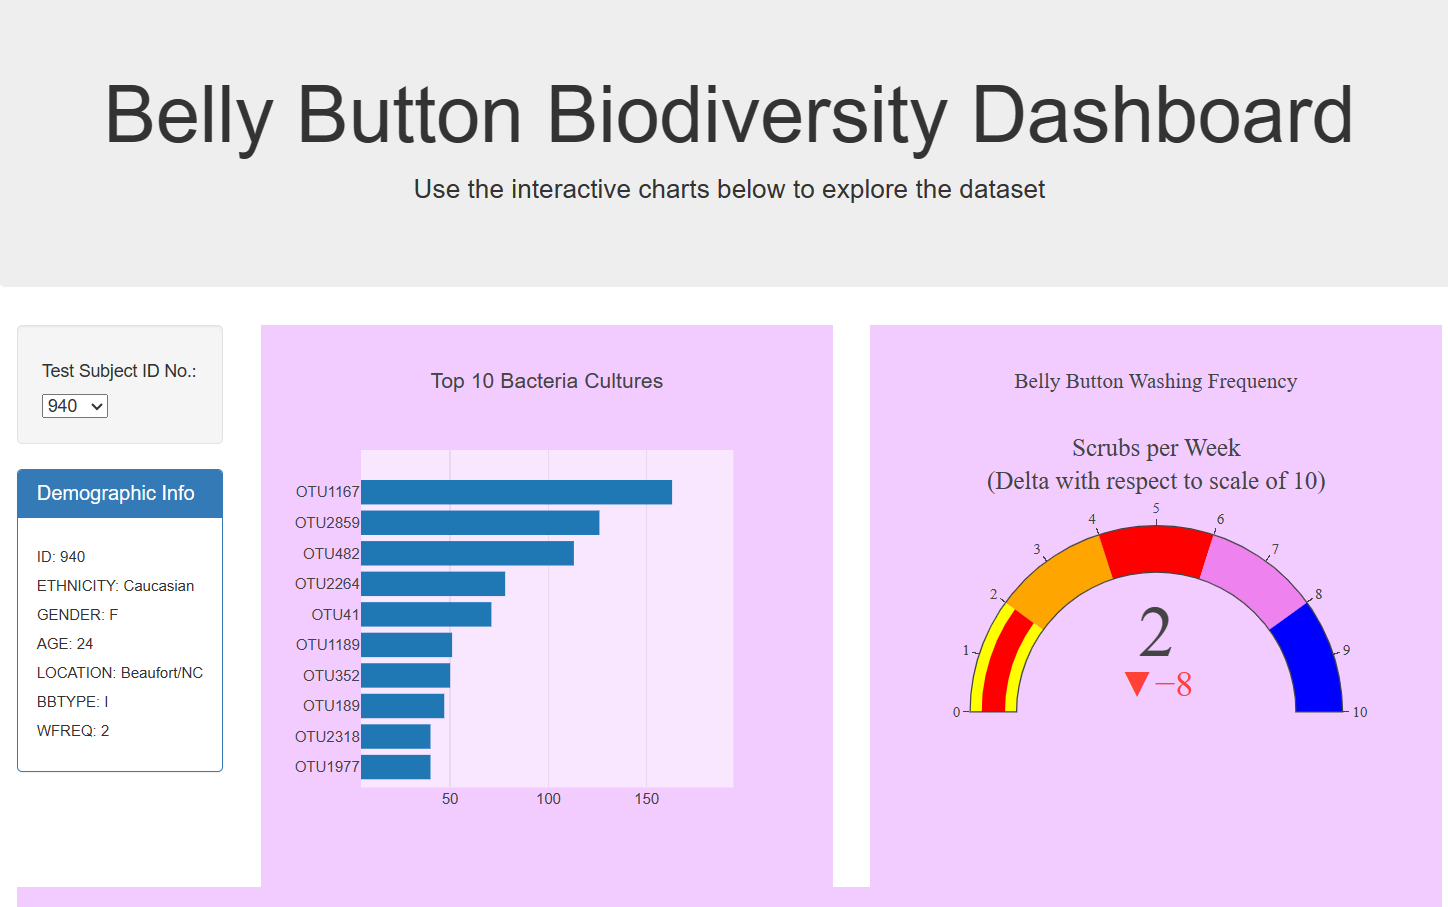 Belly Button Biodiversity Dashboard
Use the interactive charts below to explore the dataset
Test Subject ID No.:
940
Demographic Info
ID: 940
ETHNICITY: Caucasian
GENDER: F
AGE: 24
LOCATION: Beaufort/NC
BBTYPE: I
WFREQ: 2
Top 10 Bacteria Cultures
OTU1167
OTU2859
OTU482
OTU2264
OTU41
OTU1189
OTU352
OTU189
OTU2318
OTU1977
50 100 150
Belly Button Washing Frequency
Scrubs per Week
(Delta with respect to scale of 10)
0
1
2
3
4
5
6
7
8
9
10
2
▼−8